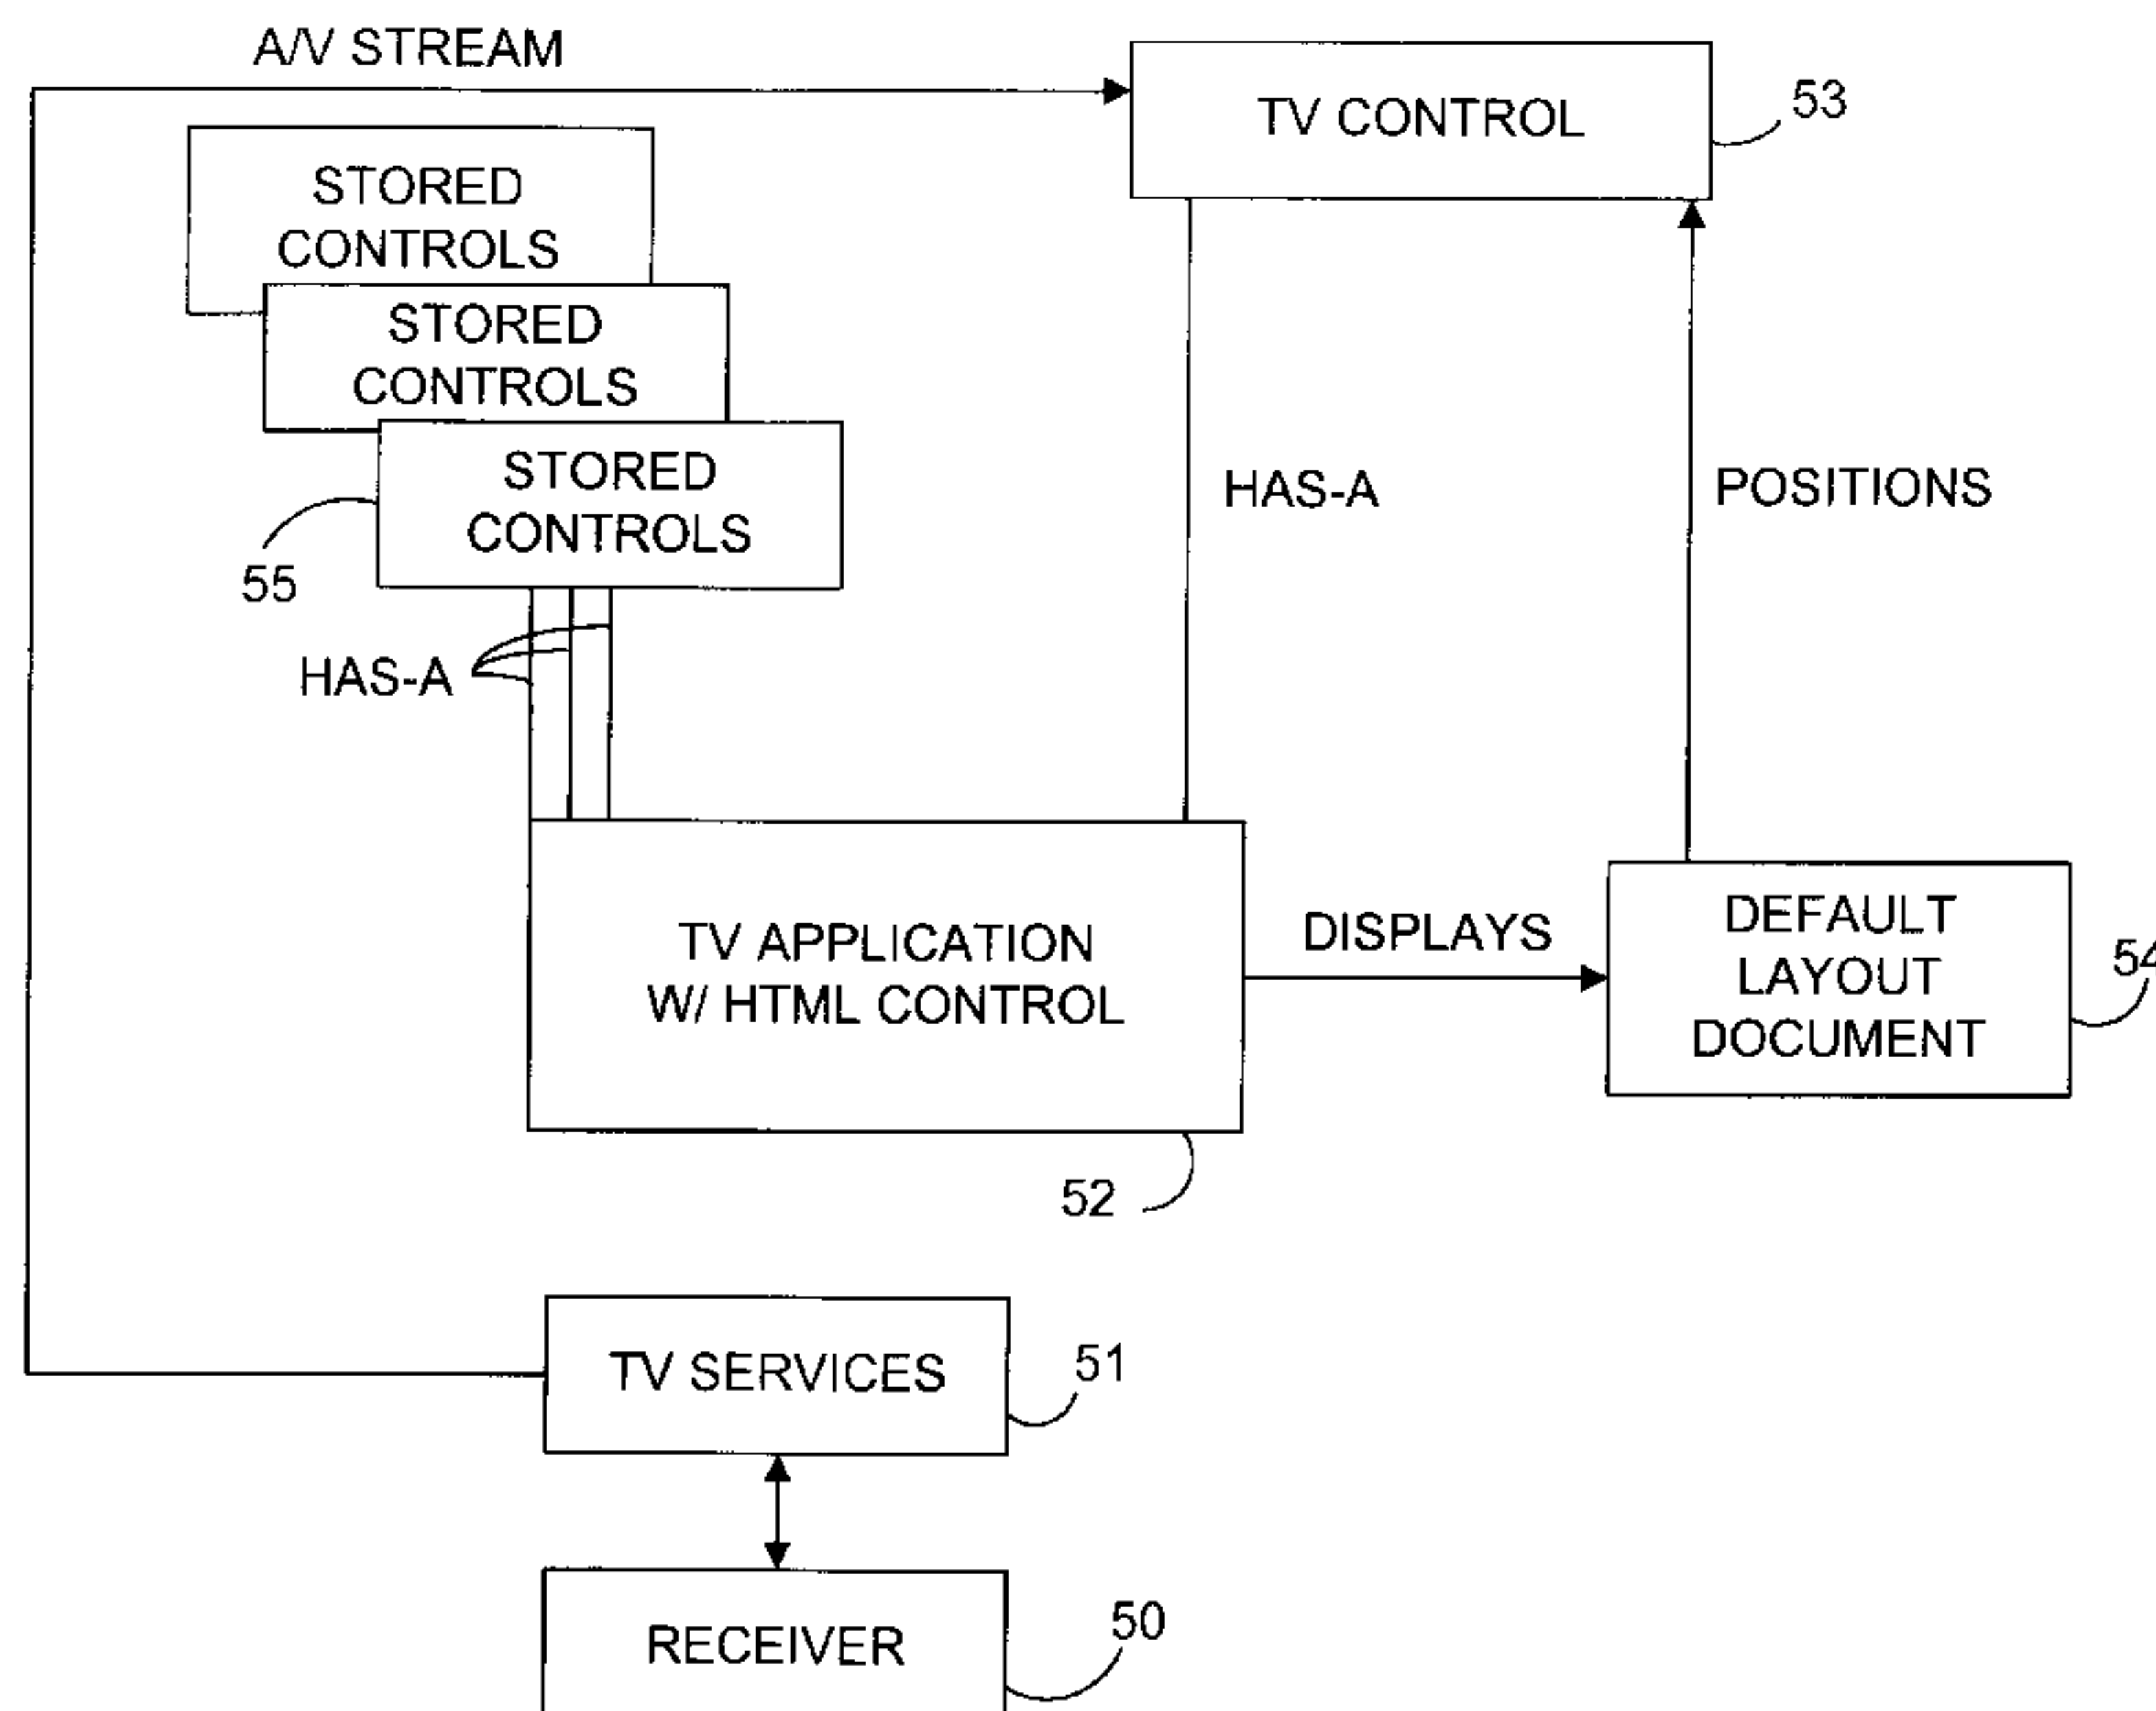 A/V STREAM
TV CONTROL
53
STORED
CONTROLS
STORED
CONTROLS
STORED
CONTROLS
55
HAS-A
HAS-A
POSITIONS
TV APPLICATION
W/ HTML CONTROL
52
DISPLAYS
DEFAULT
LAYOUT
DOCUMENT
54
TV SERVICES
51
RECEIVER
50